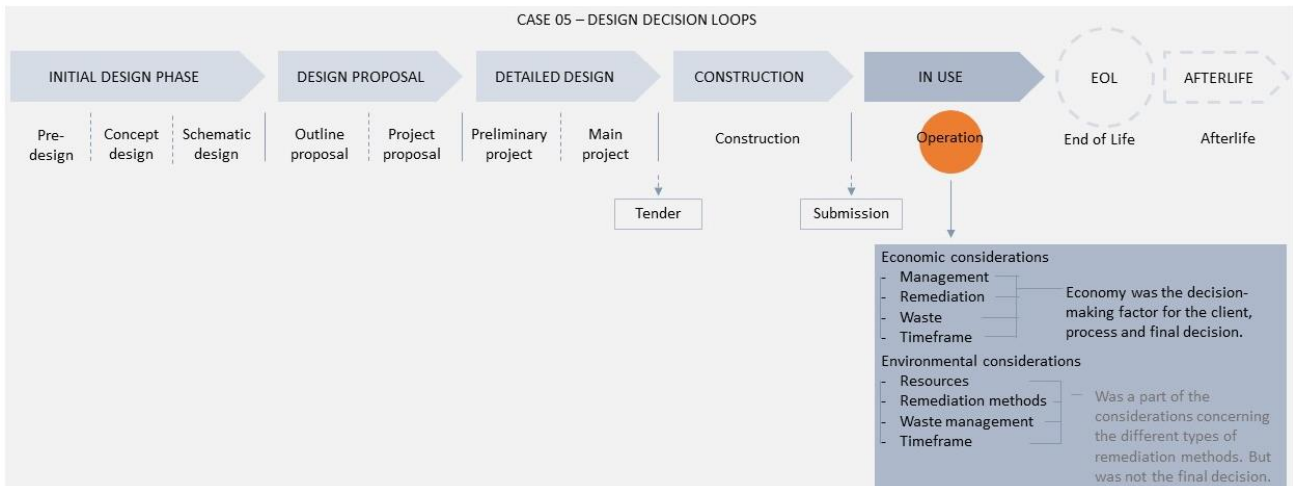 CASE 05 – DESIGN DECISION LOOPS
INITIAL DESIGN PHASE
DESIGN PROPOSAL
DETAILED DESIGN
CONSTRUCTION
IN USE
EOL
AFTERLIFE
Pre-
design
Concept
design
Schematic
design
Outline
proposal
Project
proposal
Preliminary
project
Main
project
Construction
Operation
End of Life
Afterlife
Tender
Submission
Economic considerations
- Management
- Remediation
- Waste
- Timeframe
Economy was the decision-
making factor for the client,
process and final decision.
Environmental considerations
- Resources
- Remediation methods
- Waste management
- Timeframe
Was a part of the
considerations concerning
the different types of
remediation methods. But
was not the final decision.